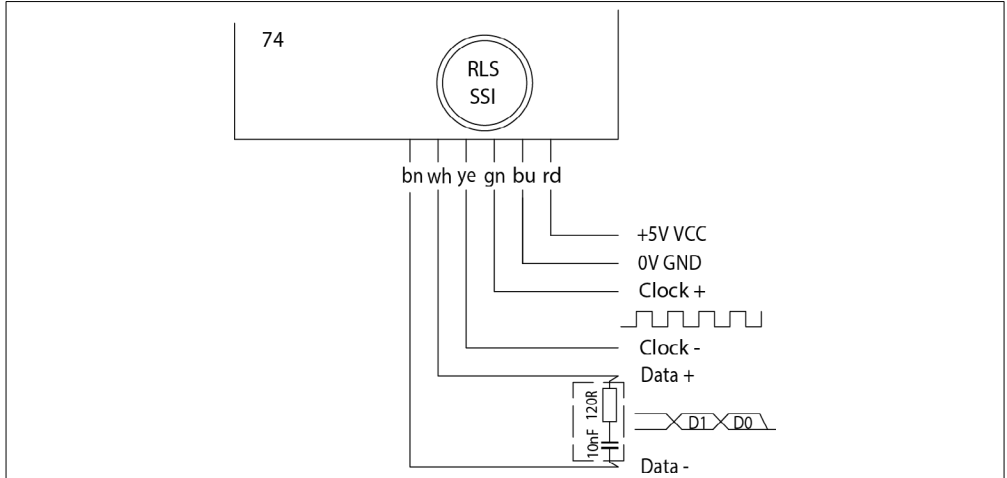 74
RLS
SSI
bn wh ye gn bu rd
+5V VCC
0V GND
Clock +
Clock -
Data +
120R
10nF
D1 D0
Data -